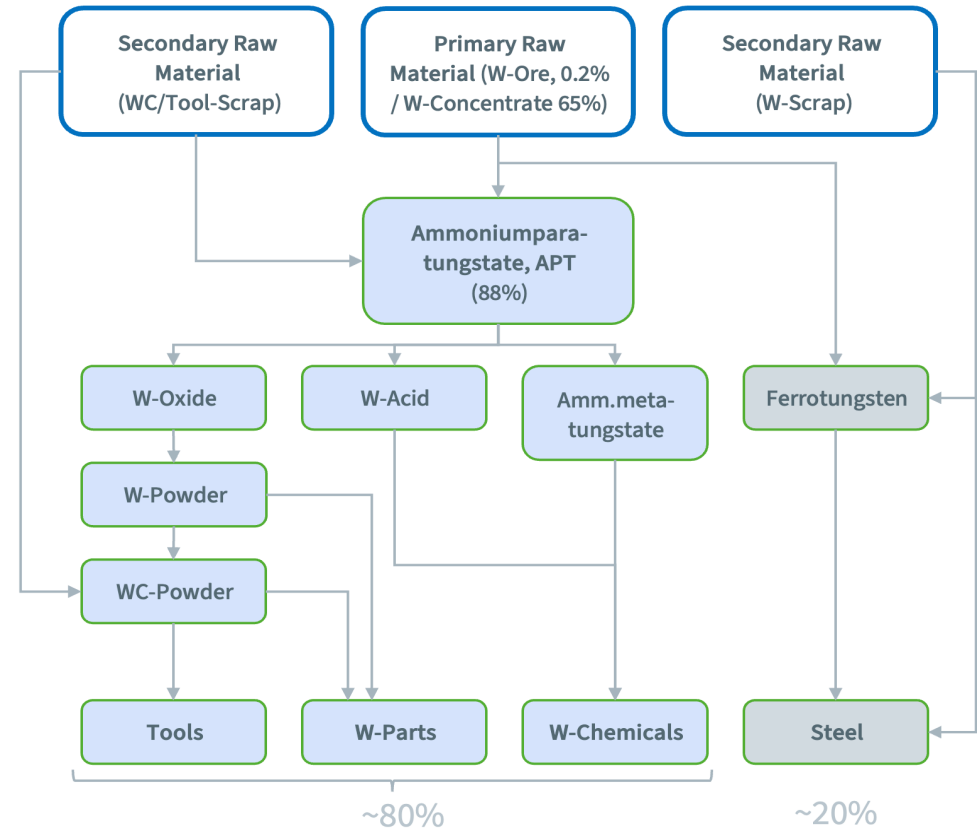 Secondary Raw
Material
(WC/Tool-Scrap)
Primary Raw
Material (W-Ore, 0.2%
/ W-Concentrate 65%)
Secondary Raw
Material
(W-Scrap)
Ammoniumpara-
tungstate, APT
(88%)
W-Oxide
W-Acid
Amm.meta-
tungstate
Ferrotungsten
W-Powder
WC-Powder
Tools
W-Parts
W-Chemicals
Steel
~80%
~20%